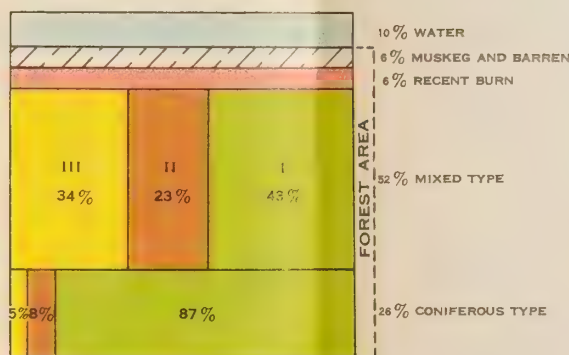 10% WATER
6% MUSKEG AND BARREN
6% RECENT BURN
III
II
I
34%
23%
43%
FOREST AREA
52% MIXED TYPE
5%
8%
87%
26% CONIFEROUS TYPE